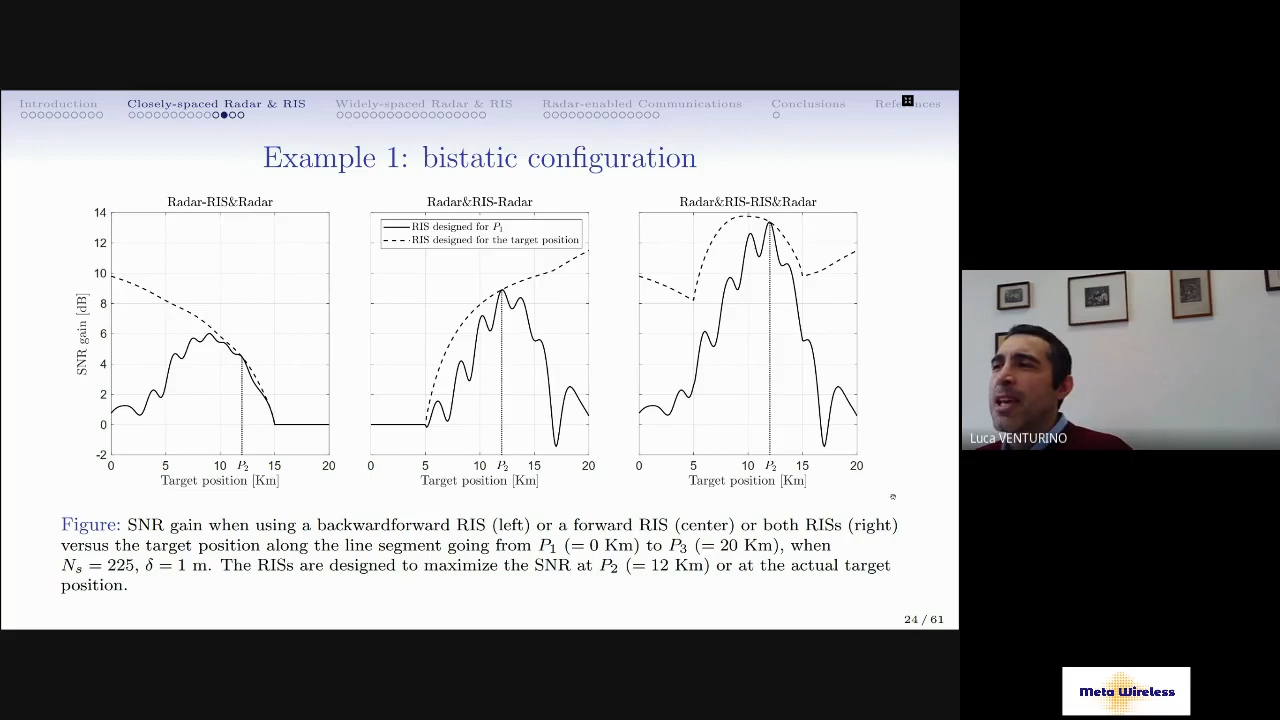 Introduction
Closely-spaced Radar & RIS
Widely-spaced Radar & RIS
Radar-enabled Communications
Conclusions
Example 1: bistatic configuration
Radar-RIS&Radar
Radar&RIS-Radar
Radar&RIS-RIS&Radar
14
12
10
8
6
4
2
0
-2
SNR gain [dB]
RIS designed for P₁
RIS designed for the target position
0 5 10 P₂ 15 20
0 5 10 P₂ 15 20
0 5 10 P₂ 15 20
Target position [Km]
Target position [Km]
Target position [Km]
Figure: SNR gain when using a backwardforward RIS (left) or a forward RIS (center) or both RISs (right)
versus the target position along the line segment going from P₁ (= 0 Km) to P₃ (= 20 Km), when
Nₛ = 225, δ = 1 m. The RISs are designed to maximize the SNR at P₂ (= 12 Km) or at the actual target
position.
24 / 61
Luca VENTURINO
Meta Wireless